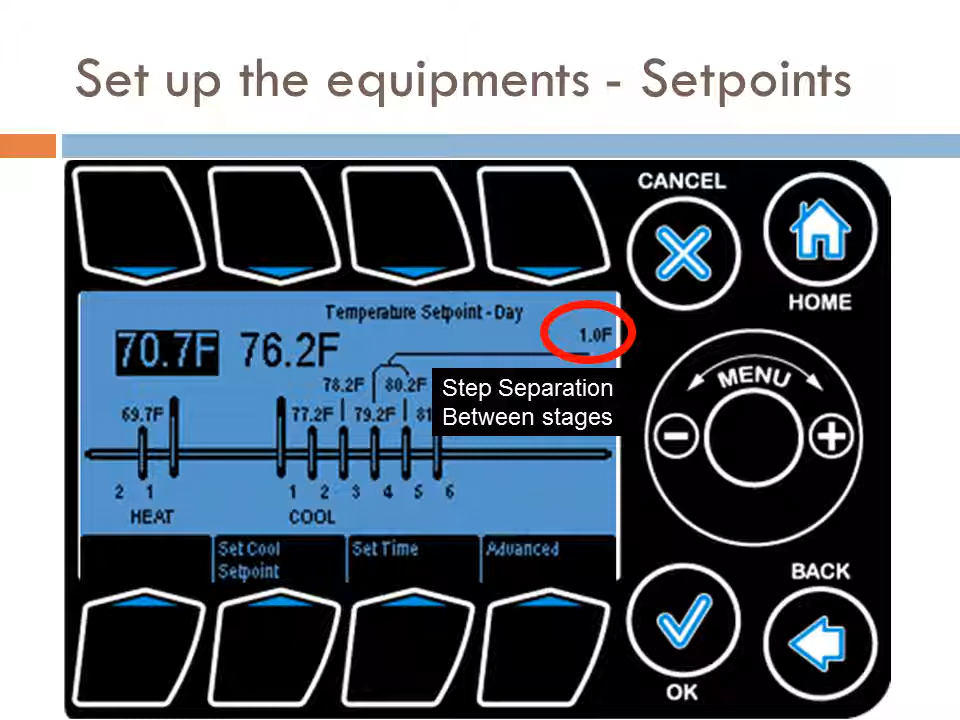 Set up the equipments - Setpoints
CANCEL
HOME
Temperature Setpoint - Day
1.0F
70.7F 76.2F
78.2F 80.2F
Step Separation
Between stages
69.7F 77.2F 79.2F
MENU
2 1 1 2 3 4 5 6
HEAT COOL
Set Cool
Setpoint
Set Time
Advanced
BACK
OK